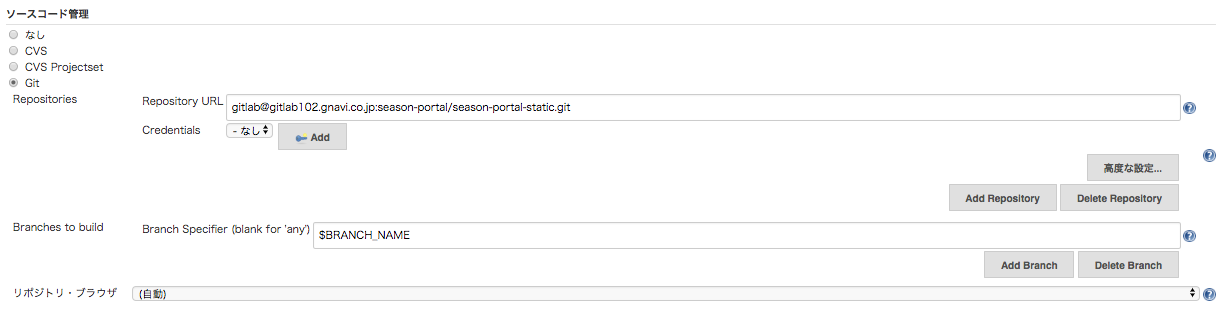 ソースコード管理
なし
CVS
CVS Projectset
Git
Repositories
Repository URL gitlab@gitlab102.gnavi.co.jp:season-portal/season-portal-static.git
Credentials - なし Add
高度な設定...
Add Repository Delete Repository
Branches to build
Branch Specifier (blank for 'any') $BRANCH_NAME
Add Branch Delete Branch
リポジトリ・ブラウザ (自動)